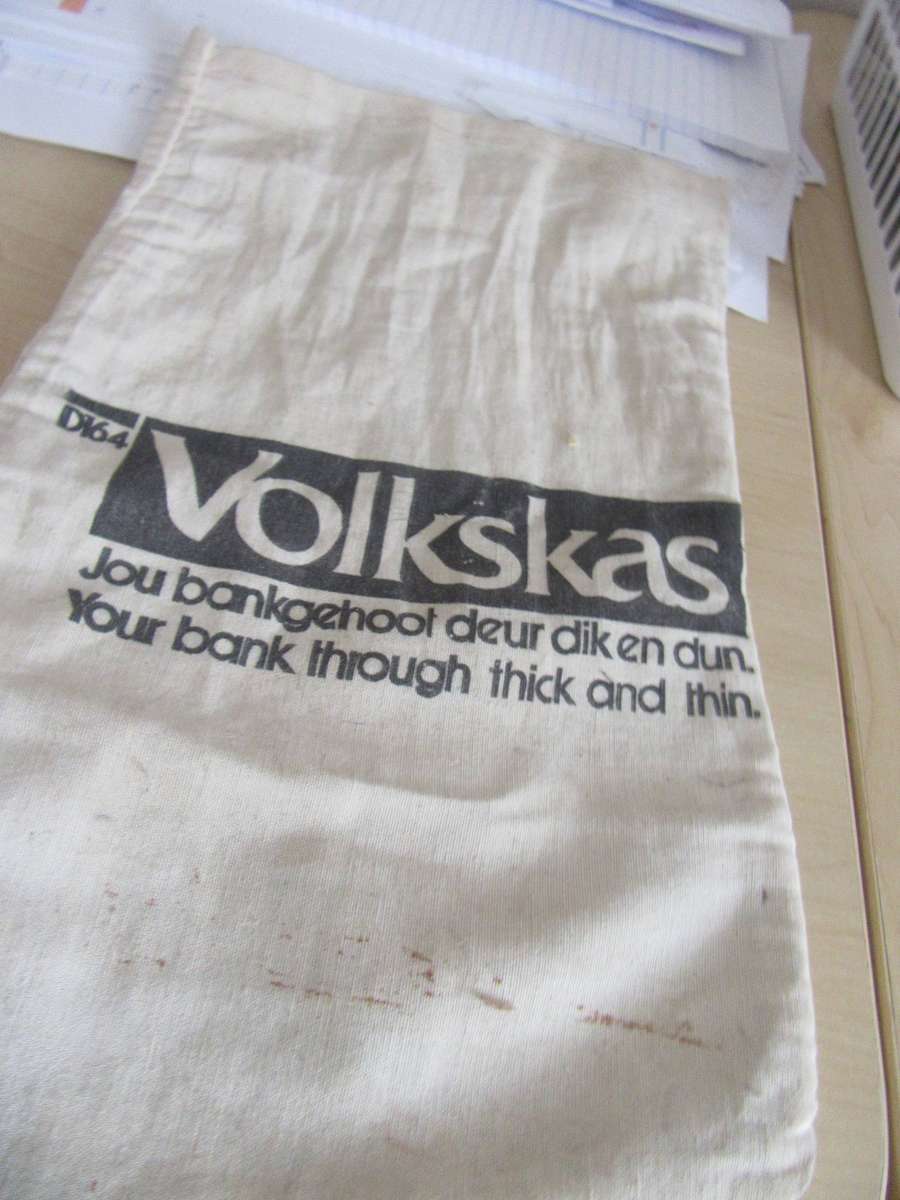 D164
Volkskas
Jou bankgehoot deur dik en dun.
Your bank through thick and thin.